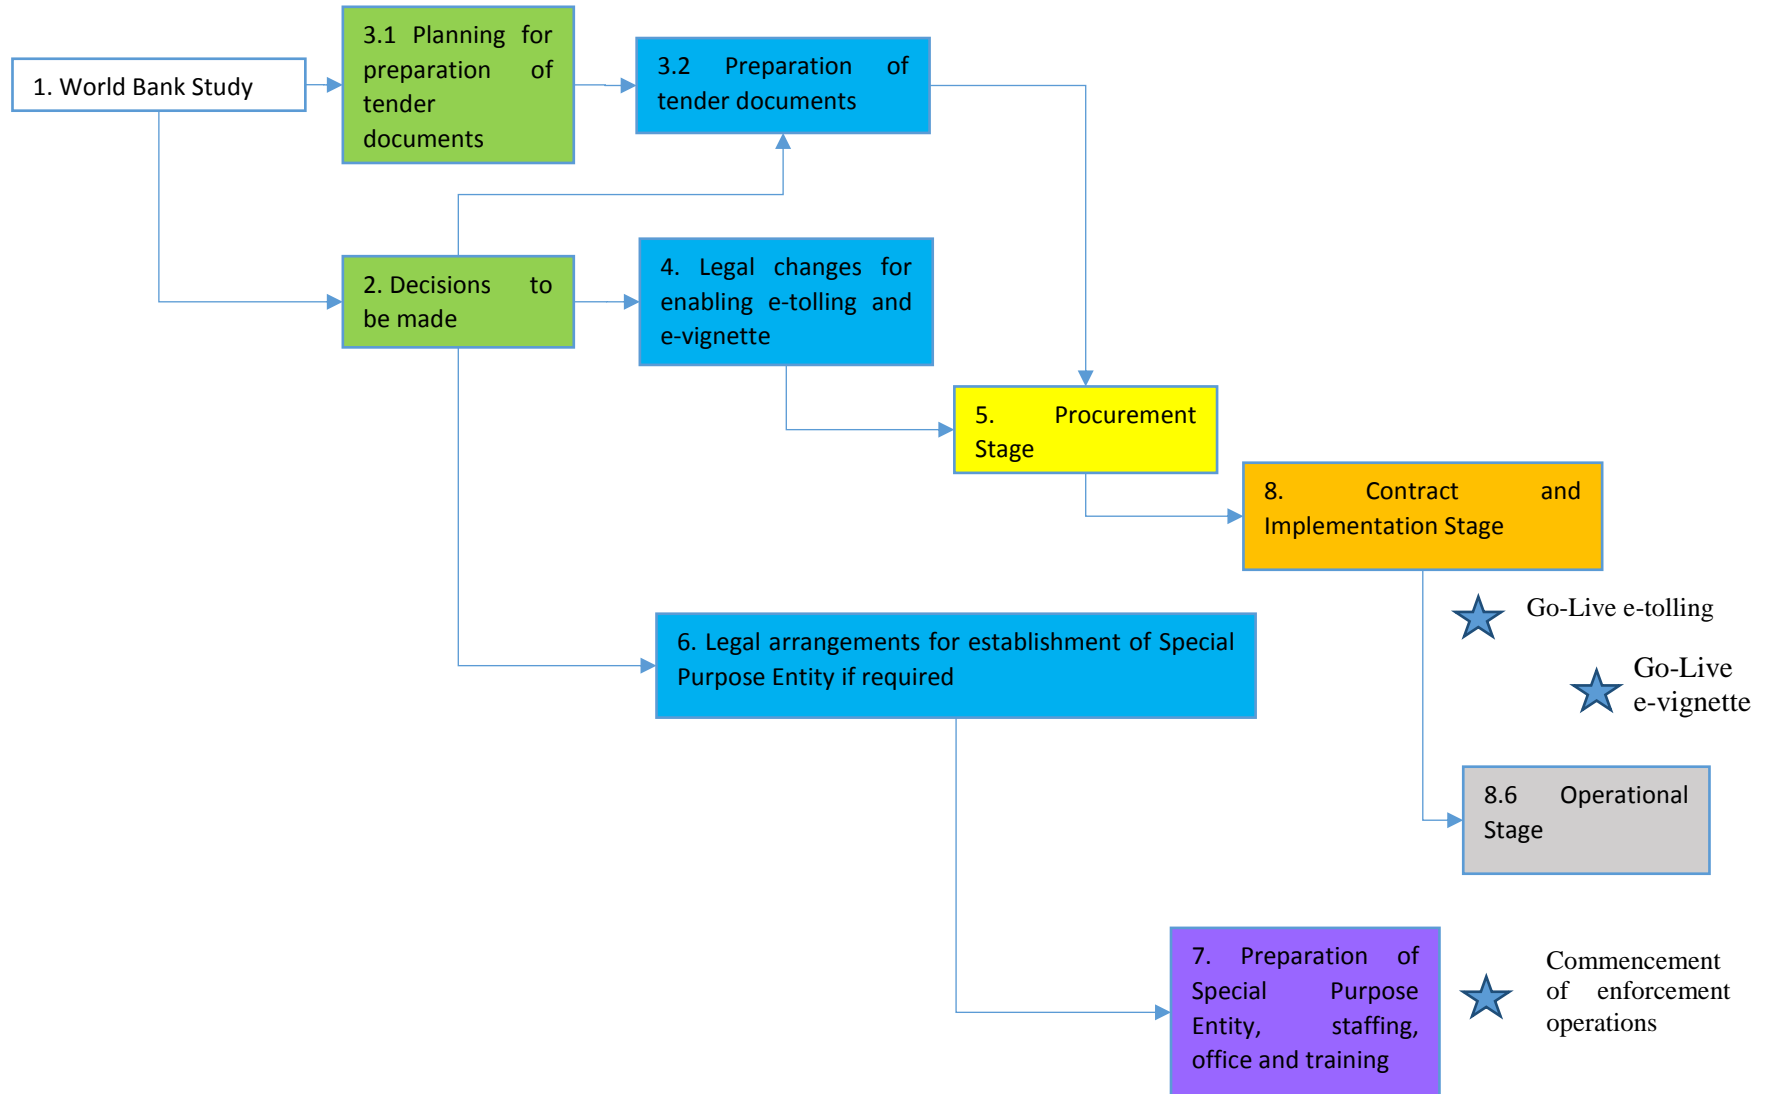 1. World Bank Study
3.1 Planning for
preparation of
tender
documents
3.2 Preparation of
tender documents
2. Decisions to
be made
4. Legal changes for
enabling e-tolling and
e-vignette
5. Procurement
Stage
8. Contract and
Implementation Stage
Go-Live e-tolling
Go-Live
e-vignette
6. Legal arrangements for establishment of Special
Purpose Entity if required
8.6 Operational
Stage
7. Preparation of
Special Purpose
Entity, staffing,
office and training
Commencement
of enforcement
operations